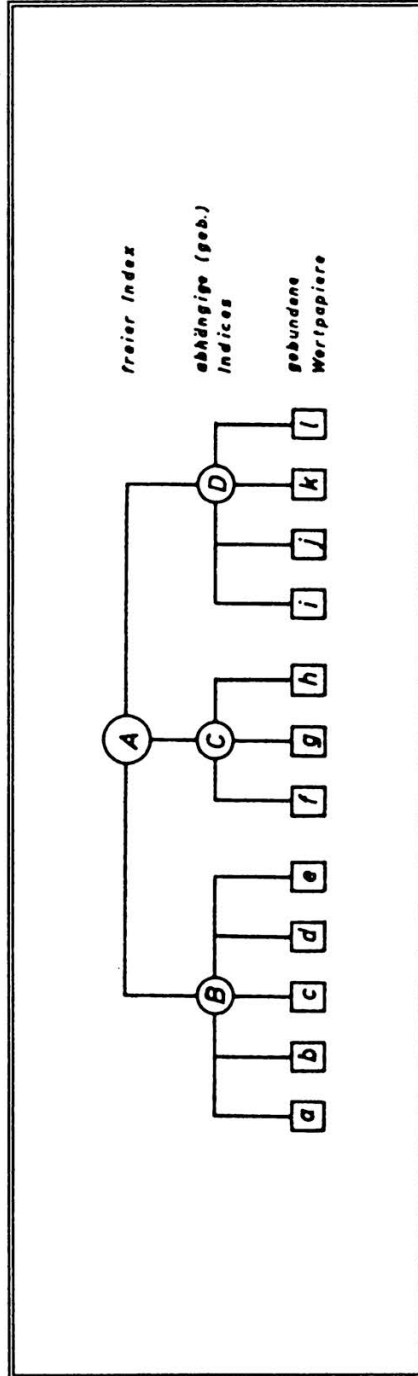 A
freier Index
B C D
abhängige (geb.)
Indices
a b c d e f g h i j k l
gebundene
Wertpapiere